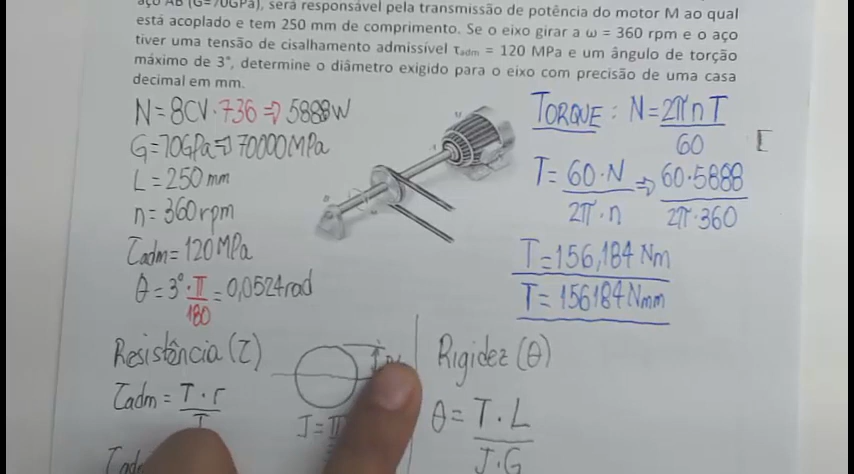 aço AB (G=70GPa), será responsável pela transmissão de potência do motor M ao qual
está acoplado e tem 250 mm de comprimento. Se o eixo girar a ω = 360 rpm e o aço
tiver uma tensão de cisalhamento admissível τadm = 120 MPa e um ângulo de torção
máximo de 3°, determine o diâmetro exigido para o eixo com precisão de uma casa
decimal em mm.
N=8CV·736⇒5888W
G=70GPa⇒70000MPa
L=250mm
n=360rpm
τadm=120MPa
θ=3°·π/180=0,0524rad
TORQUE: N=2πnT/60
T=60·N/2π·n⇒60·5888/2π·360
T=156,184Nm
T=156184Nmm
Resistência(τ)
τadm=T·r/J
J=π
τadm
Rigidez(θ)
θ=T·L/J·G